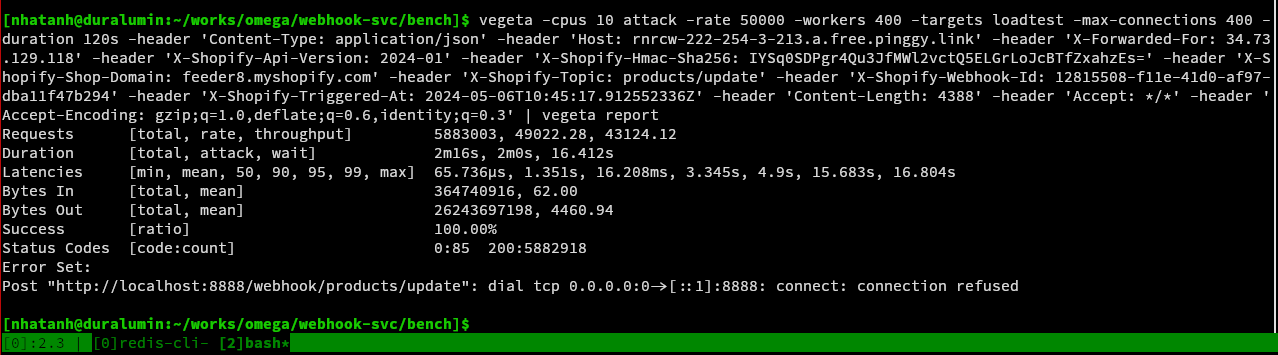 [nhatanh@duralumin:~/works/omega/webhook-svc/bench]$ vegeta -cpus 10 attack -rate 50000 -workers 400 -targets loadtest -max-connections 400 -
duration 120s -header 'Content-Type: application/json' -header 'Host: rnrcw-222-254-3-213.a.free.pinggy.link' -header 'X-Forwarded-For: 34.73
.129.118' -header 'X-Shopify-Api-Version: 2024-01' -header 'X-Shopify-Hmac-Sha256: IYSq0SDPgr4Qu3JfMWl2vctQ5ELGrLoJcBTfZxahzEs=' -header 'X-S
hopify-Shop-Domain: feeder8.myshopify.com' -header 'X-Shopify-Topic: products/update' -header 'X-Shopify-Webhook-Id: 12815508-f11e-41d0-af97-
dba11f47b294' -header 'X-Shopify-Triggered-At: 2024-05-06T10:45:17.912552336Z' -header 'Content-Length: 4388' -header 'Accept: */*' -header '
Accept-Encoding: gzip;q=1.0,deflate;q=0.6,identity;q=0.3' | vegeta report
Requests [total, rate, throughput] 5883003, 49022.28, 43124.12
Duration [total, attack, wait] 2m16s, 2m0s, 16.412s
Latencies [min, mean, 50, 90, 95, 99, max] 65.736µs, 1.351s, 16.208ms, 3.345s, 4.9s, 15.683s, 16.804s
Bytes In [total, mean] 364740916, 62.00
Bytes Out [total, mean] 26243697198, 4460.94
Success [ratio] 100.00%
Status Codes [code:count] 0:85 200:5882918
Error Set:
Post "http://localhost:8888/webhook/products/update": dial tcp 0.0.0.0:0->[::1]:8888: connect: connection refused
[nhatanh@duralumin:~/works/omega/webhook-svc/bench]$
[0]:2.3 | [0]redis-cli- [2]bash*